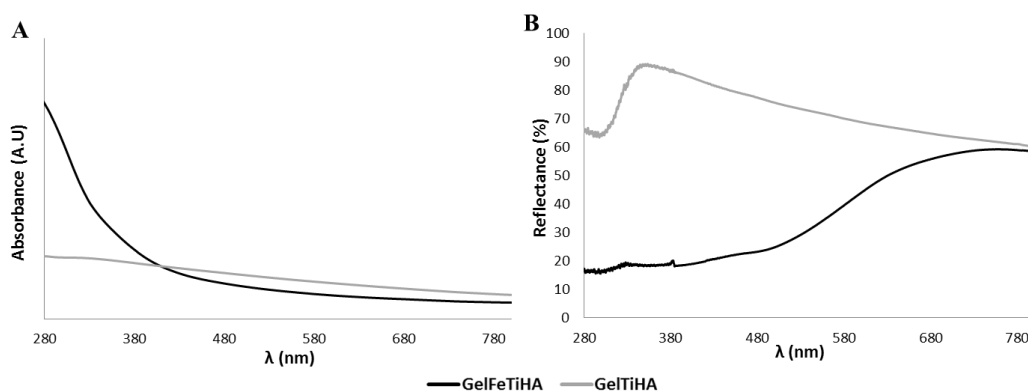 A
Absorbance (A.U)
280 380 480 580 680 780
λ (nm)
B
Reflectance (%)
100
90
80
70
60
50
40
30
20
10
0
280 380 480 580 680 780
λ (nm)
GelFeTiHA GelTiHA